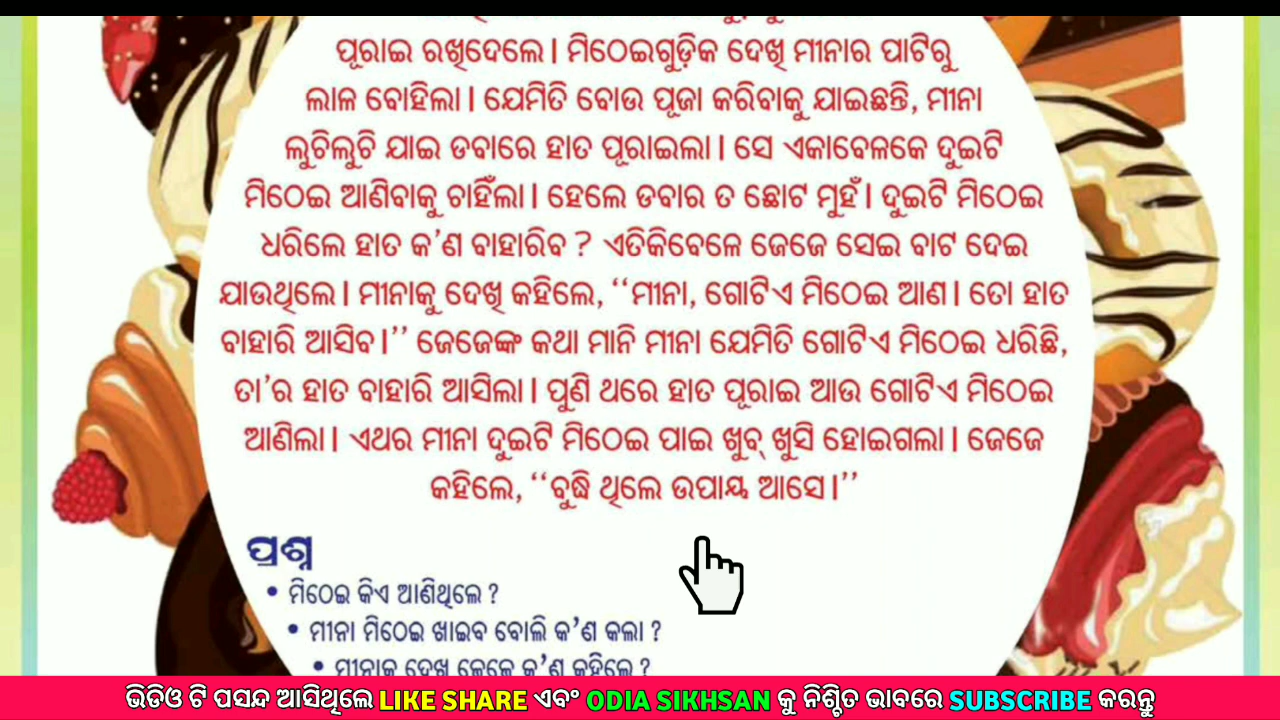 ପୂରାଇ ରଖିଦେଲେ। ମିଠେଇଗୁଡ଼ିକ ଦେଖି ମୀନାର ପାଟିରୁ
ଲାଳ ବୋହିଲା। ଯେମିତି ବୋଉ ପୂଜା କରିବାକୁ ଯାଇଛନ୍ତି, ମୀନା
ଲୁଚିଲୁଚି ଯାଇ ଡବାରେ ହାତ ପୂରାଇଲା। ସେ ଏକାବେଳକେ ଦୁଇଟି
ମିଠେଇ ଆଣିବାକୁ ଚାହିଁଲା। ହେଲେ ଡବାର ତ ଛୋଟ ମୁହଁ। ଦୁଇଟି ମିଠେଇ
ଧରିଲେ ହାତ କ’ଣ ବାହାରିବ ? ଏତିକିବେଳେ ଜେଜେ ସେଇ ବାଟ ଦେଇ
ଯାଉଥିଲେ। ମୀନାକୁ ଦେଖି କହିଲେ, ‘‘ମୀନା, ଗୋଟିଏ ମିଠେଇ ଆଣ। ତୋ ହାତ
ବାହାରି ଆସିବ।’’ ଜେଜେଙ୍କ କଥା ମାନି ମୀନା ଯେମିତି ଗୋଟିଏ ମିଠେଇ ଧରିଛି,
ତା’ର ହାତ ବାହାରି ଆସିଲା। ପୁଣି ଥରେ ହାତ ପୂରାଇ ଆଉ ଗୋଟିଏ ମିଠେଇ
ଆଣିଲା। ଏଥର ମୀନା ଦୁଇଟି ମିଠେଇ ପାଇ ଖୁବ୍ ଖୁସି ହୋଇଗଲା। ଜେଜେ
କହିଲେ, ‘‘ବୁଦ୍ଧି ଥିଲେ ଉପାୟ ଆସେ।’’
ପ୍ରଶ୍ନ
• ମିଠେଇ କିଏ ଆଣିଥିଲେ ?
• ମୀନା ମିଠେଇ ଖାଇବ ବୋଲି କ’ଣ କଲା ?
• ମୀନାକୁ ଦେଖି ଜେଜେ କ’ଣ କହିଲେ ?
ଭିଡିଓ ଟି ପସନ୍ଦ ଆସିଥିଲେ LIKE SHARE ଏବଂ ODIA SIKHSAN କୁ ନିଶ୍ଚିତ ଭାବରେ SUBSCRIBE କରନ୍ତୁ